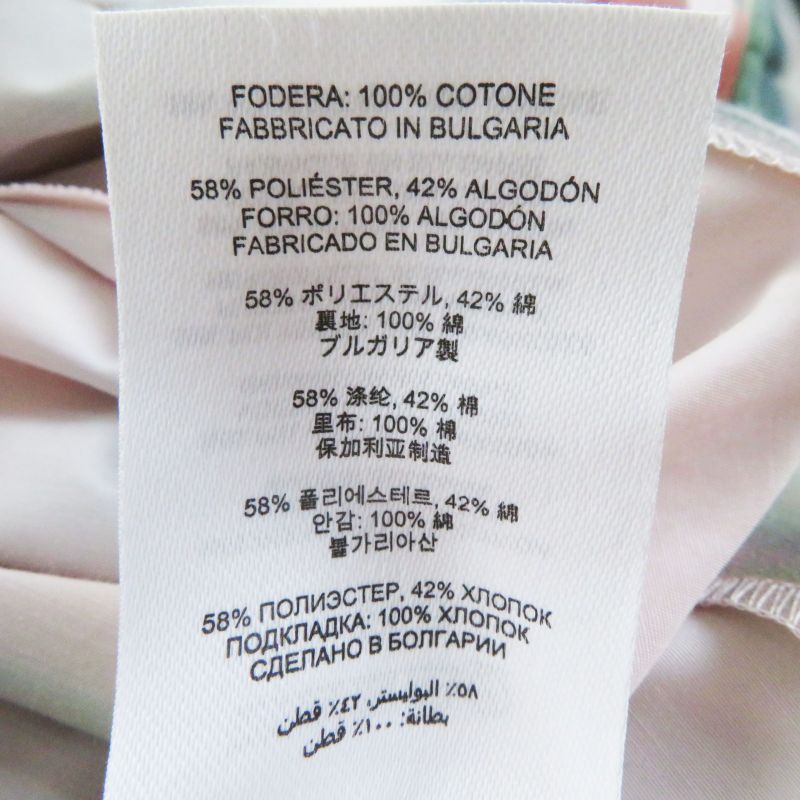 FODERA: 100% COTONE
FABBRICATO IN BULGARIA
58% POLIÉSTER, 42% ALGODÓN
FORRO: 100% ALGODÓN
FABRICADO EN BULGARIA
58% ポリエステル, 42% 綿
裏地: 100% 綿
ブルガリア製
58% 涤纶, 42% 棉
里布: 100% 棉
保加利亚制造
58% 폴리에스테르, 42% 綿
안감: 100% 綿
불가리아산
58% ПОЛИЭСТЕР, 42% ХЛОПОК
ПОДКЛАДКА: 100% ХЛОПОК
СДЕЛАНО В БОЛГАРИИ
٥٨٪ البوليستر، ٤٢٪ قطن
بطانة: ١٠٠٪ قطن